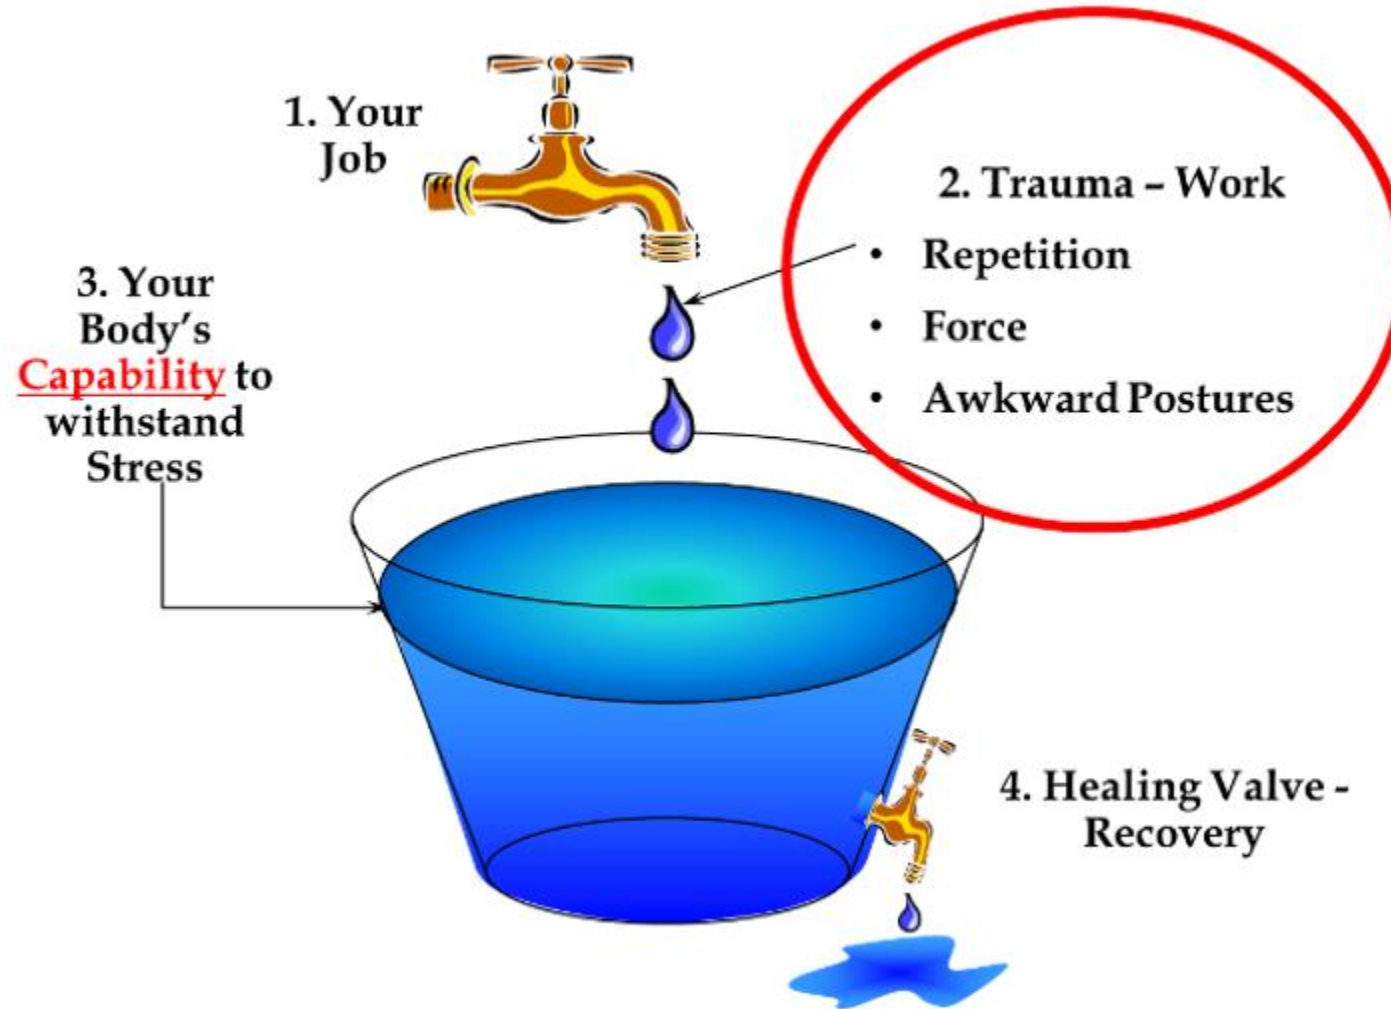 1. Your
Job
2. Trauma – Work
• Repetition
• Force
• Awkward Postures
3. Your
Body’s
Capability to
withstand
Stress
4. Healing Valve -
Recovery